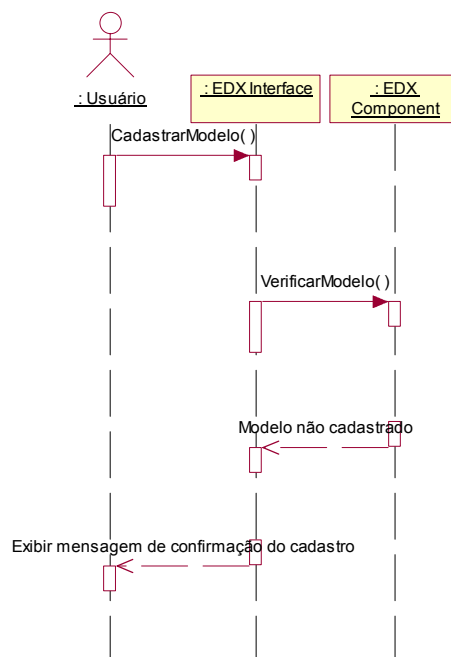 : Usuário
: EDX Interface
: EDX
Component
CadastrarModelo( )
VerificarModelo( )
Modelo não cadastrado
Exibir mensagem de confirmação do cadastro